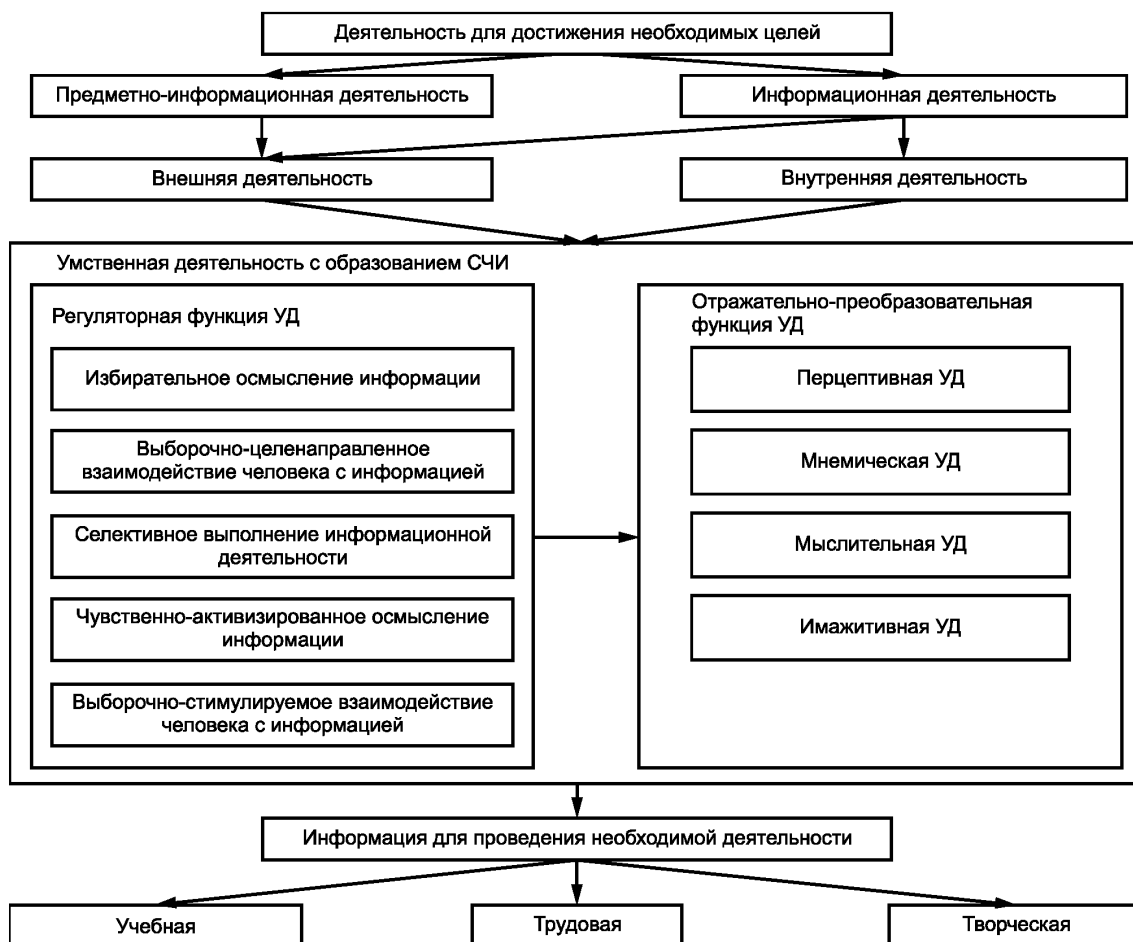 Деятельность для достижения необходимых целей
Предметно-информационная деятельность
Информационная деятельность
Внешняя деятельность
Внутренняя деятельность
Умственная деятельность с образованием СЧИ
Регуляторная функция УД
Избирательное осмысление информации
Выборочно-целенаправленное
взаимодействие человека с информацией
Селективное выполнение информационной
деятельности
Чувственно-активизированное осмысление
информации
Выборочно-стимулируемое взаимодействие
человека с информацией
Отражательно-преобразовательная
функция УД
Перцептивная УД
Мнемическая УД
Мыслительная УД
Имажитивная УД
Информация для проведения необходимой деятельности
Учебная
Трудовая
Творческая